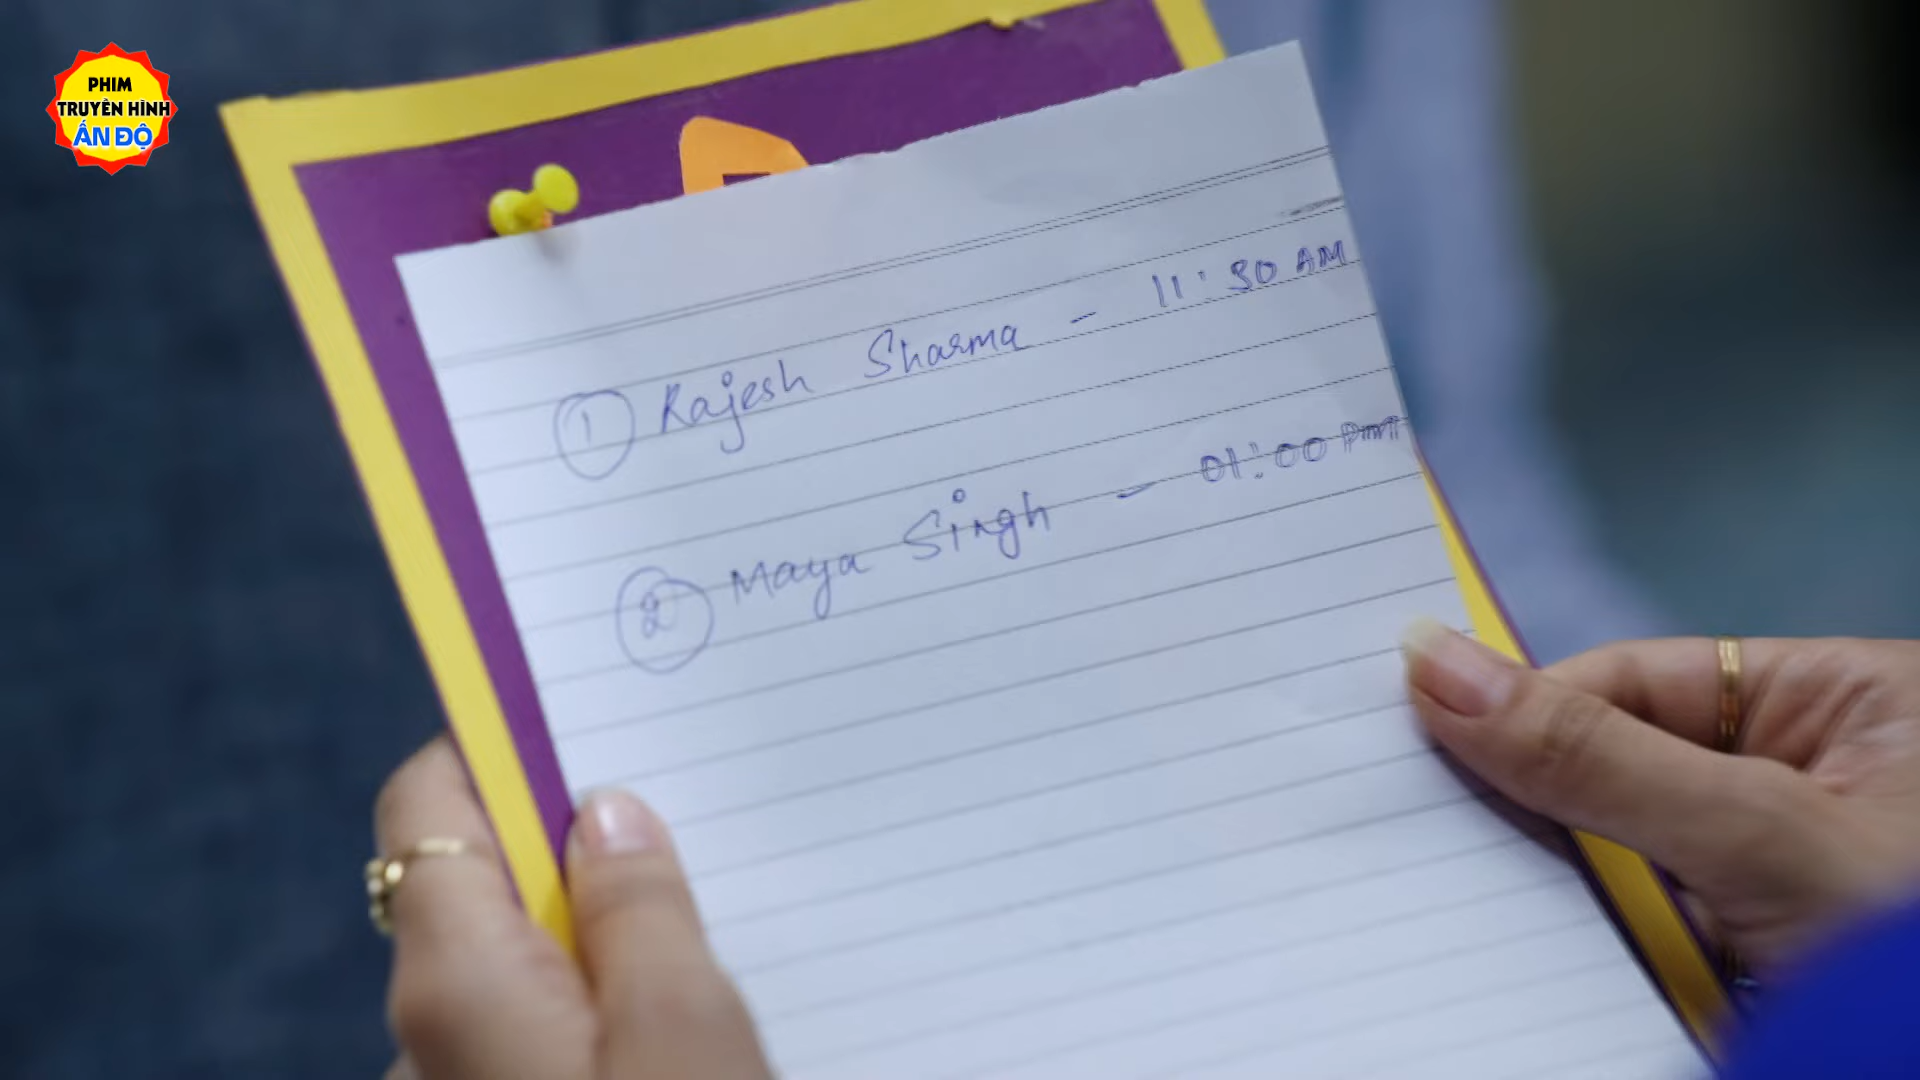 PHIM
TRUYỀN HÌNH
ẤN ĐỘ
1 Rajesh Sharma - 11:30 AM
2 Maya Singh - 01:00 PM